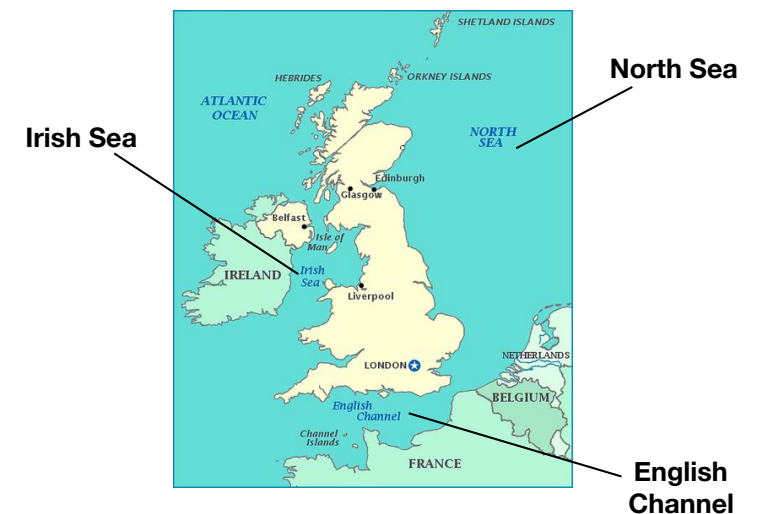 SHETLAND ISLANDS
North Sea
HEBRIDES
ORKNEY ISLANDS
ATLANTIC
OCEAN
Irish Sea
NORTH
SEA
Edinburgh
Glasgow
Belfast
Isle of
Man
IRELAND
Irish
Sea
Liverpool
NETHERLANDS
LONDON
BELGIUM
English
Channel
Channel
Islands
FRANCE
English
Channel